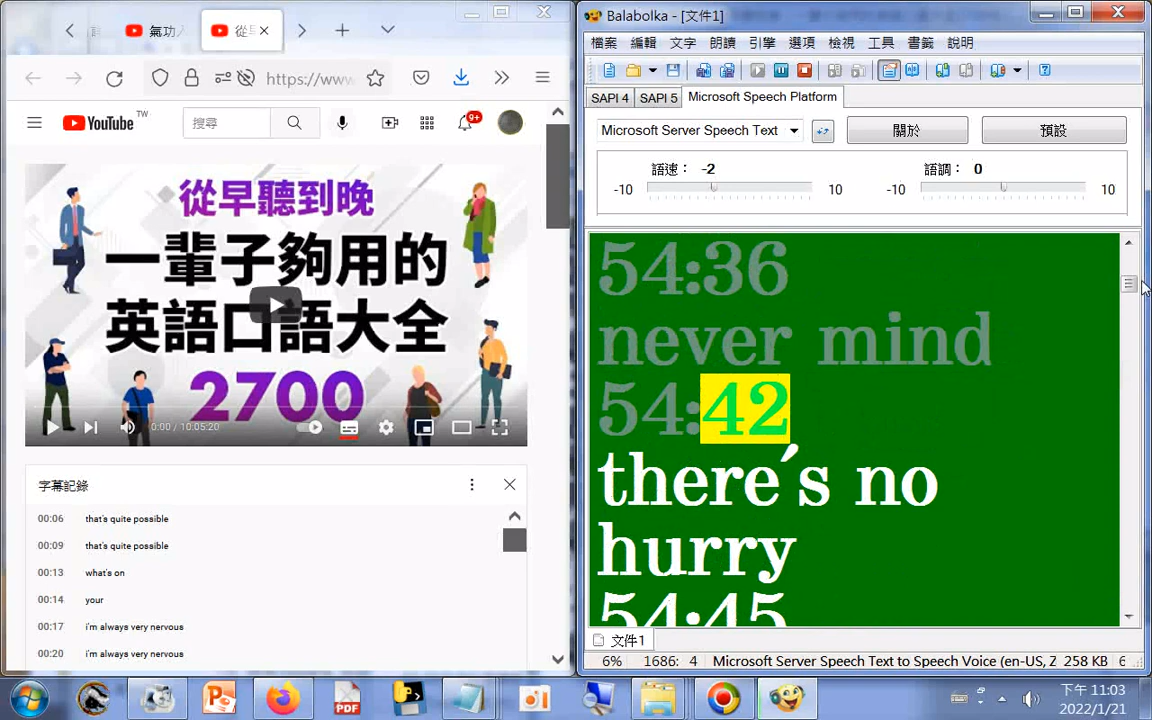 氣功
從早
https://www
YouTube TW
搜尋
9+
從早聽到晚
一輩子夠用的
英語口語大全
2700
0:00 / 10:05:20
字幕記錄
00:06 that's quite possible
00:09 that's quite possible
00:13 what's on
00:14 your
00:17 i'm always very nervous
00:20 i'm always very nervous
Balabolka - [文件1]
檔案 編輯 文字 朗讀 引擎 選項 檢視 工具 書籤 說明
SAPI 4 SAPI 5 Microsoft Speech Platform
Microsoft Server Speech Text
關於
預設
語速： -2
語調： 0
-10 10
-10 10
54:36
never mind
54:42
there's no
hurry
54:45
文件1
6% 1686: 4 Microsoft Server Speech Text to Speech Voice (en-US, Z 258 KB 6
PDF
下午 11:03
2022/1/21